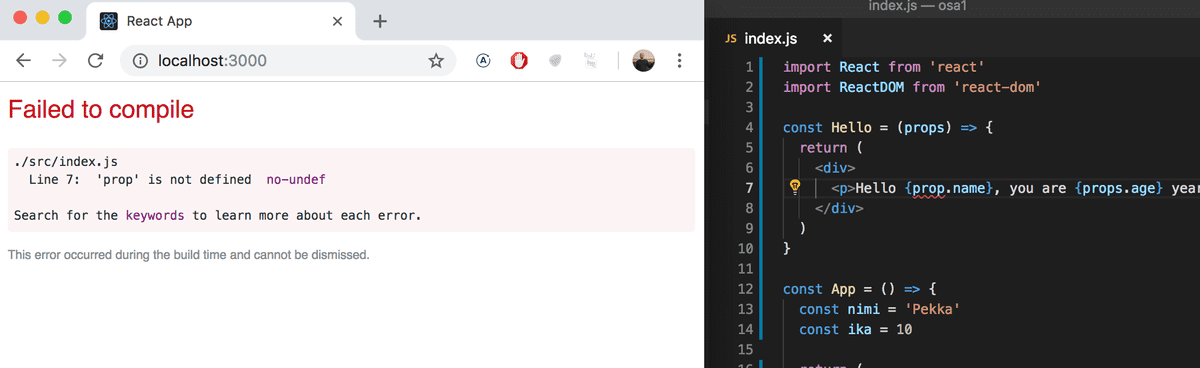 React App
localhost:3000
Failed to compile
./src/index.js
Line 7: 'prop' is not defined no-undef
Search for the keywords to learn more about each error.
This error occurred during the build time and cannot be dismissed.
index.js — osa1
JS index.js
1 import React from 'react'
2 import ReactDOM from 'react-dom'
3
4 const Hello = (props) => {
5 return (
6 <div>
7 <p>Hello {prop.name}, you are {props.age} year
8 </div>
9 )
10 }
11
12 const App = () => {
13 const nimi = 'Pekka'
14 const ika = 10
15